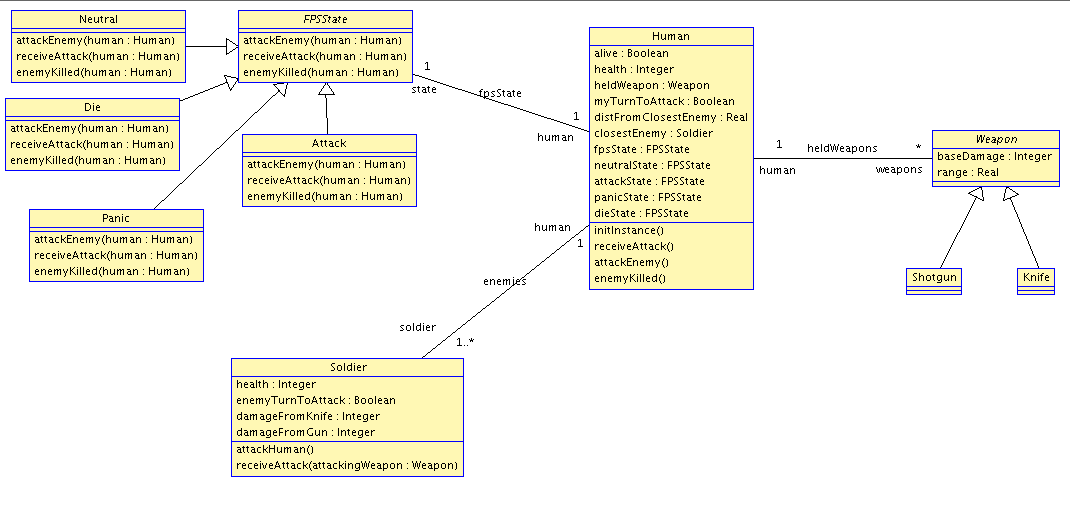 Neutral
attackEnemy(human : Human)
receiveAttack(human : Human)
enemyKilled(human : Human)
FPSState
attackEnemy(human : Human)
receiveAttack(human : Human)
enemyKilled(human : Human)
Die
attackEnemy(human : Human)
receiveAttack(human : Human)
enemyKilled(human : Human)
Attack
attackEnemy(human : Human)
receiveAttack(human : Human)
enemyKilled(human : Human)
Panic
attackEnemy(human : Human)
receiveAttack(human : Human)
enemyKilled(human : Human)
1
state
fpsState
1
human
Human
alive : Boolean
health : Integer
heldWeapon : Weapon
myTurnToAttack : Boolean
distFromClosestEnemy : Real
closestEnemy : Soldier
fpsState : FPSState
neutralState : FPSState
attackState : FPSState
panicState : FPSState
dieState : FPSState
initInstance()
receiveAttack()
attackEnemy()
enemyKilled()
1
human
heldWeapons
*
weapons
Weapon
baseDamage : Integer
range : Real
Shotgun
Knife
human
1
enemies
soldier
1..*
Soldier
health : Integer
enemyTurnToAttack : Boolean
damageFromKnife : Integer
damageFromGun : Integer
attackHuman()
receiveAttack(attackingWeapon : Weapon)